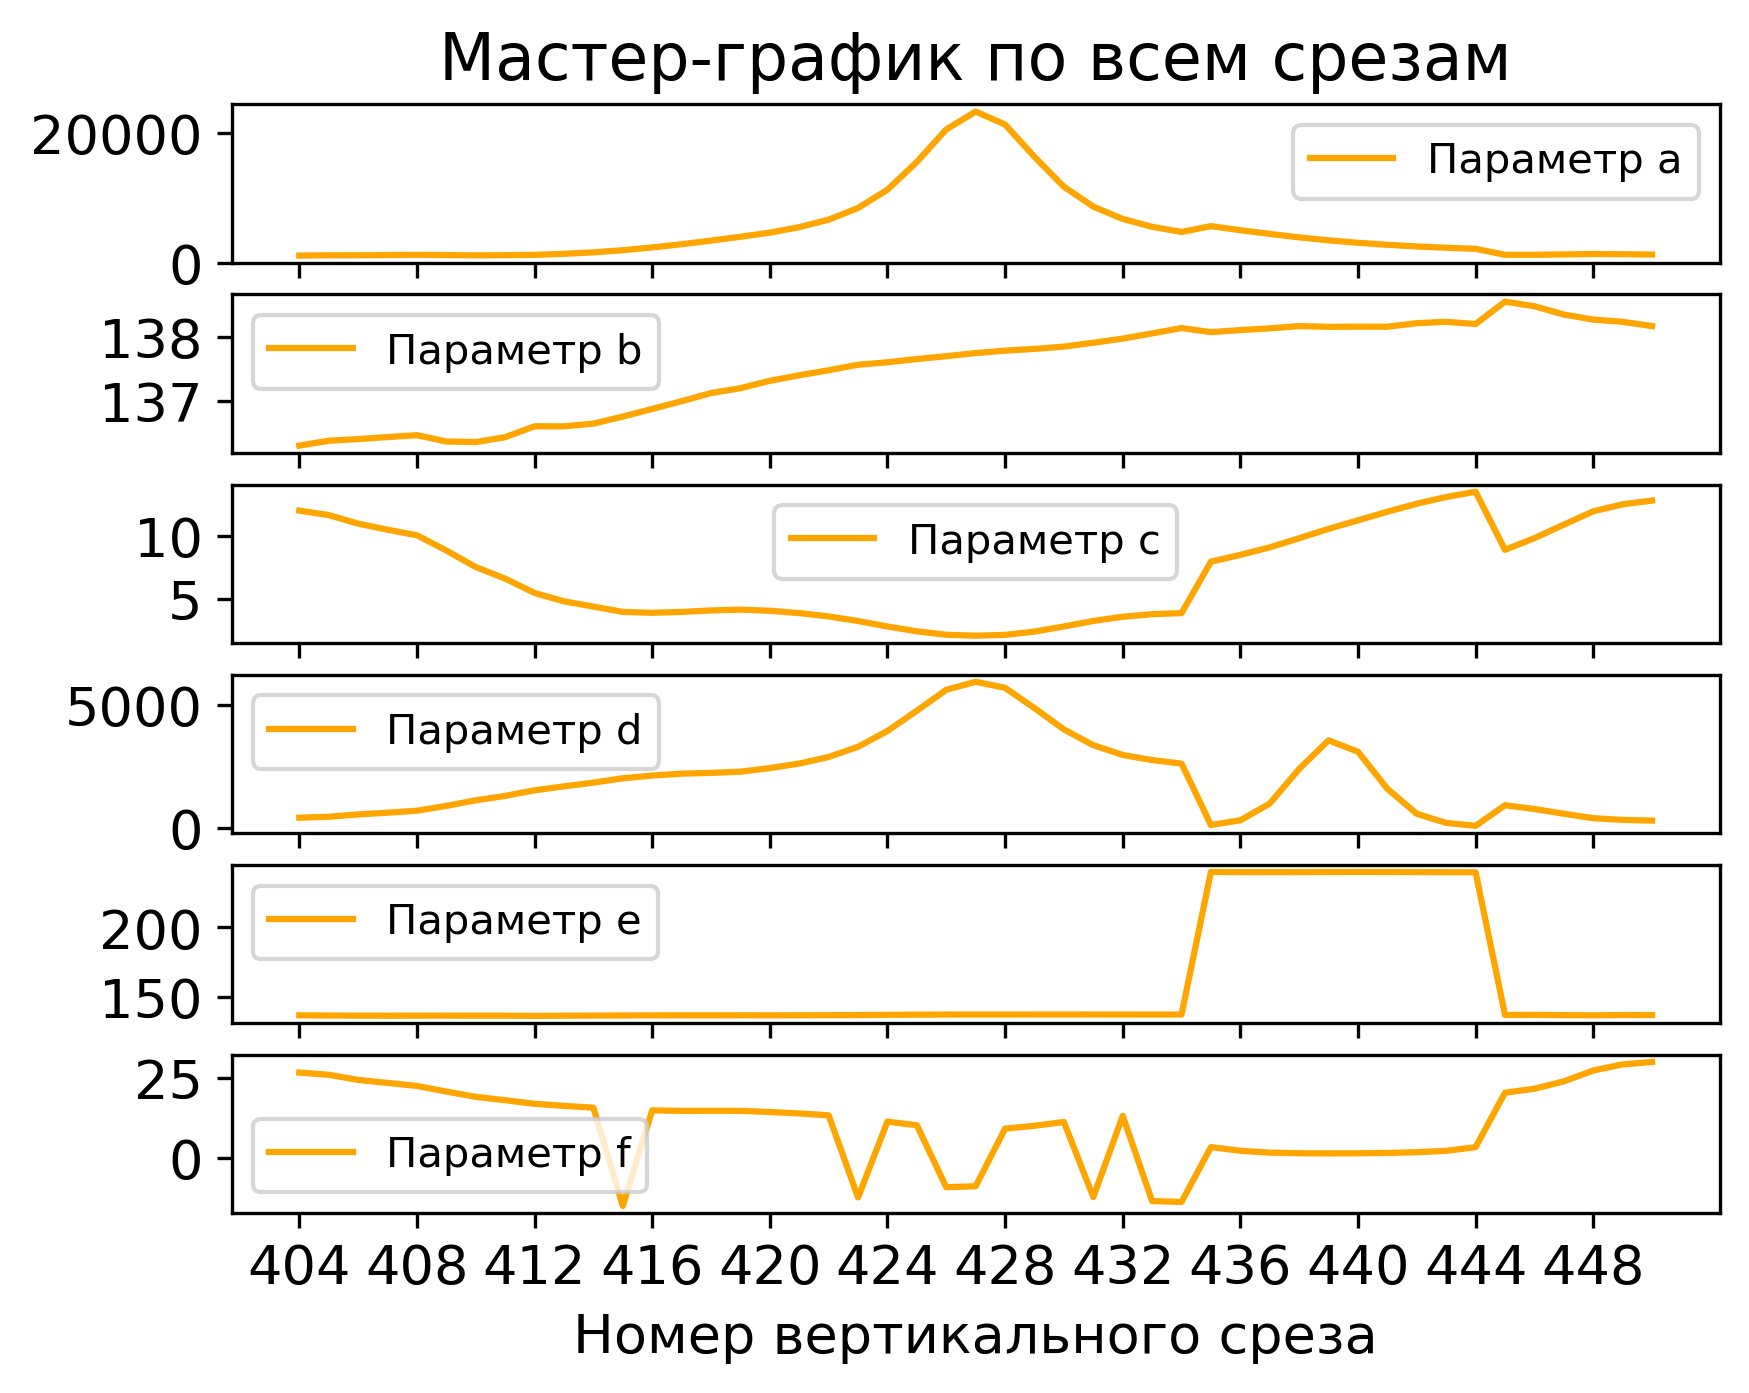 Мастер-график по всем срезам
20000
0
Параметр a
138
137
Параметр b
10
5
Параметр c
5000
0
Параметр d
200
150
Параметр e
25
0
Параметр f
404 408 412 416 420 424 428 432 436 440 444 448
Номер вертикального среза